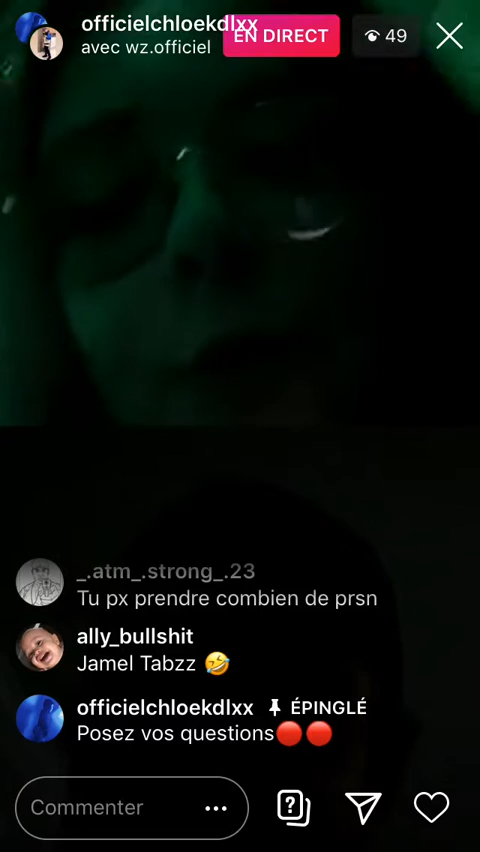 officielchloekdlxx
avec wz.officiel
EN DIRECT
49
_.atm_.strong_.23
Tu px prendre combien de prsn
ally_bullshit
Jamel Tabzz 🤣
officielchloekdlxx 📌 ÉPINGLÉ
Posez vos questions🔴🔴
Commenter